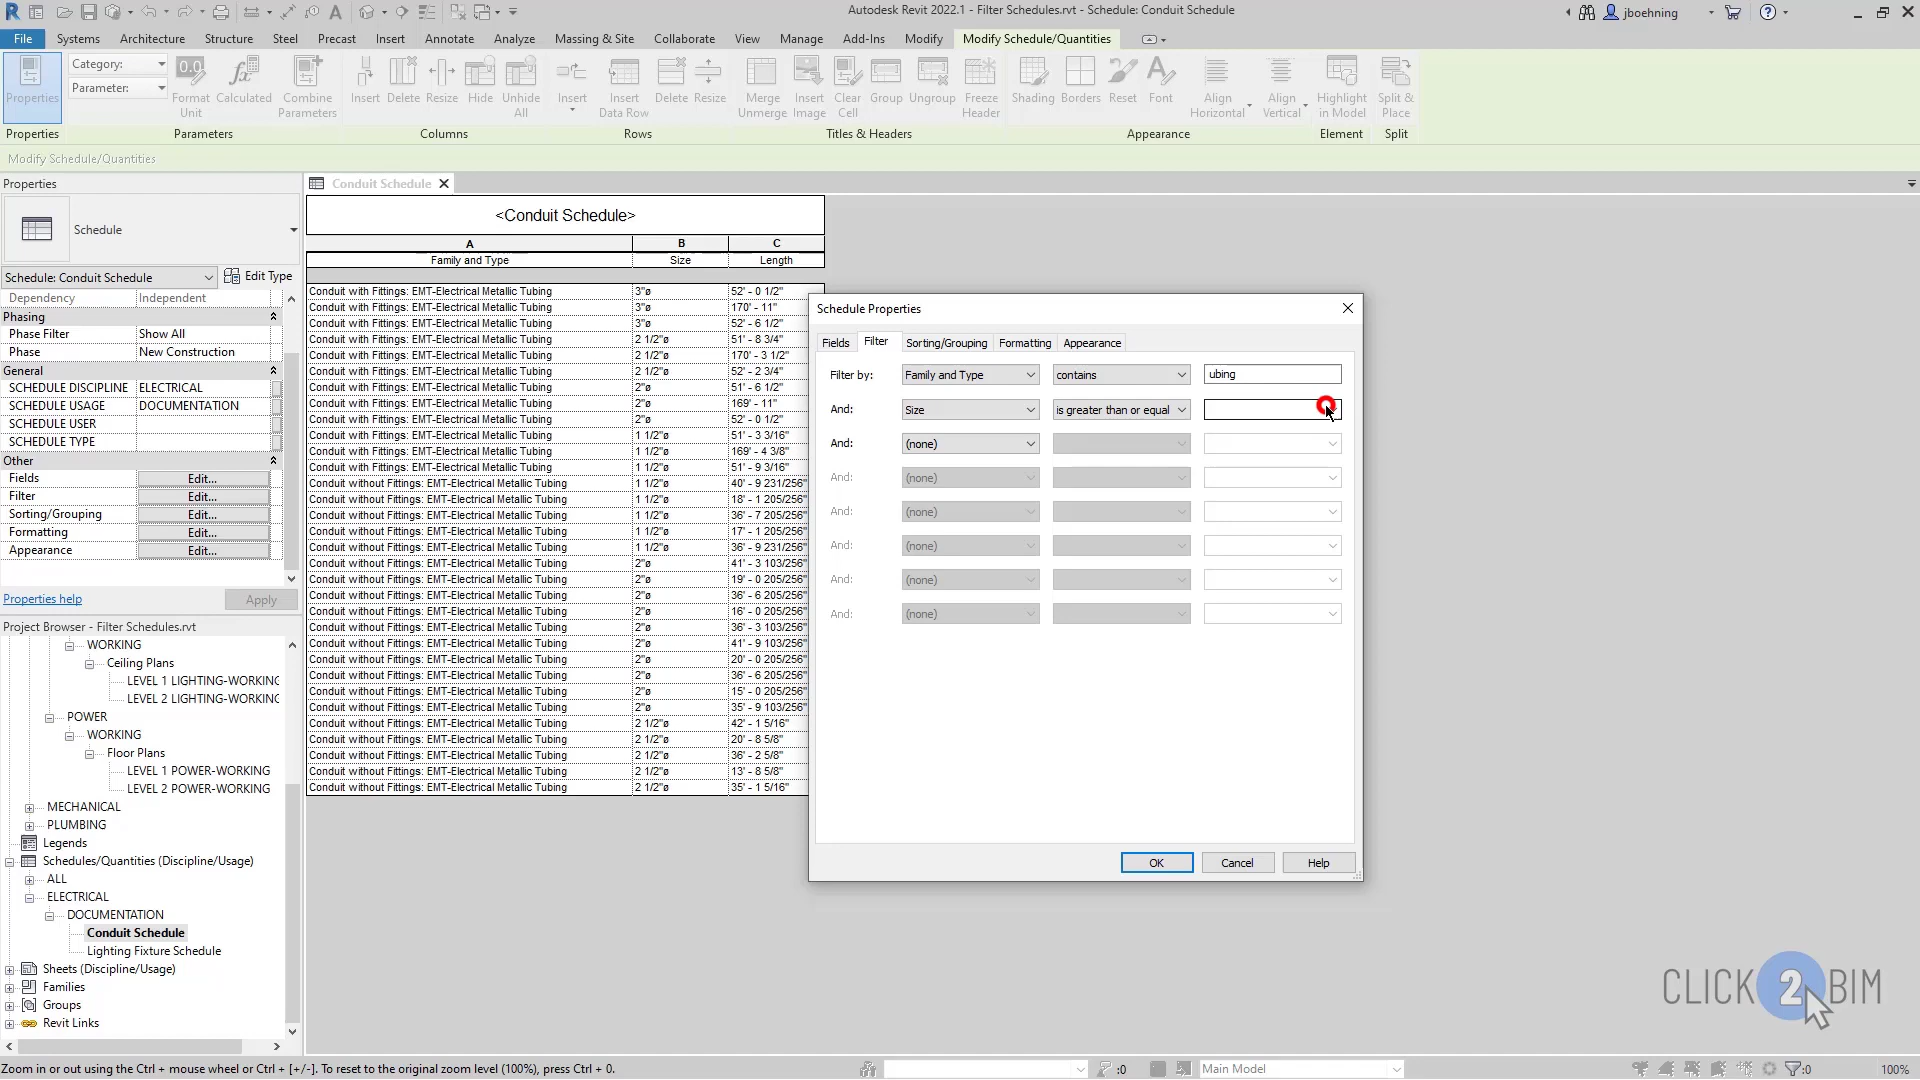 Autodesk Revit 2022.1 - Filter Schedules.rvt - Schedule: Conduit Schedule
jboehning
File Systems Architecture Structure Steel Precast Insert Annotate Analyze Massing & Site Collaborate View Manage Add-Ins Modify Modify Schedule/Quantities
Properties
Category:
Parameter:
Format Unit
Calculated
Combine Parameters
Insert Delete Resize Hide Unhide All
Insert
Insert Data Row
Delete Resize
Merge Unmerge
Insert Image
Clear Cell
Group Ungroup
Freeze Header
Shading Borders Reset Font
Align Horizontal
Align Vertical
Highlight in Model
Split & Place
Properties Parameters Columns Rows Titles & Headers Appearance Element Split
Modify Schedule/Quantities
Properties
Schedule
Schedule: Conduit Schedule Edit Type
Dependency Independent
Phasing
Phase Filter Show All
Phase New Construction
General
SCHEDULE DISCIPLINE ELECTRICAL
SCHEDULE USAGE DOCUMENTATION
SCHEDULE USER
SCHEDULE TYPE
Other
Fields Edit...
Filter Edit...
Sorting/Grouping Edit...
Formatting Edit...
Appearance Edit...
Properties help Apply
Project Browser - Filter Schedules.rvt
WORKING
Ceiling Plans
LEVEL 1 LIGHTING-WORKING
LEVEL 2 LIGHTING-WORKING
POWER
WORKING
Floor Plans
LEVEL 1 POWER-WORKING
LEVEL 2 POWER-WORKING
MECHANICAL
PLUMBING
Legends
Schedules/Quantities (Discipline/Usage)
ALL
ELECTRICAL
DOCUMENTATION
Conduit Schedule
Lighting Fixture Schedule
Sheets (Discipline/Usage)
Families
Groups
Revit Links
Conduit Schedule
<Conduit Schedule>
A B C
Family and Type Size Length
Conduit with Fittings: EMT-Electrical Metallic Tubing 3"ø 52' - 0 1/2"
Conduit with Fittings: EMT-Electrical Metallic Tubing 3"ø 170' - 11"
Conduit with Fittings: EMT-Electrical Metallic Tubing 3"ø 52' - 6 1/2"
Conduit with Fittings: EMT-Electrical Metallic Tubing 2 1/2"ø 51' - 8 3/4"
Conduit with Fittings: EMT-Electrical Metallic Tubing 2 1/2"ø 170' - 3 1/2"
Conduit with Fittings: EMT-Electrical Metallic Tubing 2 1/2"ø 52' - 2 3/4"
Conduit with Fittings: EMT-Electrical Metallic Tubing 2"ø 51' - 6 1/2"
Conduit with Fittings: EMT-Electrical Metallic Tubing 2"ø 169' - 11"
Conduit with Fittings: EMT-Electrical Metallic Tubing 2"ø 52' - 0 1/2"
Conduit with Fittings: EMT-Electrical Metallic Tubing 1 1/2"ø 51' - 3 3/16"
Conduit with Fittings: EMT-Electrical Metallic Tubing 1 1/2"ø 169' - 4 3/8"
Conduit with Fittings: EMT-Electrical Metallic Tubing 1 1/2"ø 51' - 9 3/16"
Conduit without Fittings: EMT-Electrical Metallic Tubing 1 1/2"ø 40' - 9 231/256"
Conduit without Fittings: EMT-Electrical Metallic Tubing 1 1/2"ø 18' - 1 205/256"
Conduit without Fittings: EMT-Electrical Metallic Tubing 1 1/2"ø 36' - 7 205/256"
Conduit without Fittings: EMT-Electrical Metallic Tubing 1 1/2"ø 17' - 1 205/256"
Conduit without Fittings: EMT-Electrical Metallic Tubing 1 1/2"ø 36' - 9 231/256"
Conduit without Fittings: EMT-Electrical Metallic Tubing 2"ø 41' - 3 103/256"
Conduit without Fittings: EMT-Electrical Metallic Tubing 2"ø 19' - 0 205/256"
Conduit without Fittings: EMT-Electrical Metallic Tubing 2"ø 36' - 6 205/256"
Conduit without Fittings: EMT-Electrical Metallic Tubing 2"ø 16' - 0 205/256"
Conduit without Fittings: EMT-Electrical Metallic Tubing 2"ø 36' - 3 103/256"
Conduit without Fittings: EMT-Electrical Metallic Tubing 2"ø 41' - 9 103/256"
Conduit without Fittings: EMT-Electrical Metallic Tubing 2"ø 20' - 0 205/256"
Conduit without Fittings: EMT-Electrical Metallic Tubing 2"ø 36' - 6 205/256"
Conduit without Fittings: EMT-Electrical Metallic Tubing 2"ø 15' - 0 205/256"
Conduit without Fittings: EMT-Electrical Metallic Tubing 2"ø 35' - 9 103/256"
Conduit without Fittings: EMT-Electrical Metallic Tubing 2 1/2"ø 42' - 1 5/16"
Conduit without Fittings: EMT-Electrical Metallic Tubing 2 1/2"ø 20' - 8 5/8"
Conduit without Fittings: EMT-Electrical Metallic Tubing 2 1/2"ø 36' - 2 5/8"
Conduit without Fittings: EMT-Electrical Metallic Tubing 2 1/2"ø 13' - 8 5/8"
Conduit without Fittings: EMT-Electrical Metallic Tubing 2 1/2"ø 35' - 1 5/16"
Schedule Properties
Fields Filter Sorting/Grouping Formatting Appearance
Filter by: Family and Type contains ubing
And: Size is greater than or equal
And: (none)
And: (none)
And: (none)
And: (none)
And: (none)
And: (none)
OK Cancel Help
CLICK 2 BIM
Zoom in or out using the Ctrl + mouse wheel or Ctrl + [+/-]. To reset to the original zoom level (100%), press Ctrl + 0.
:0 Main Model :0 100%